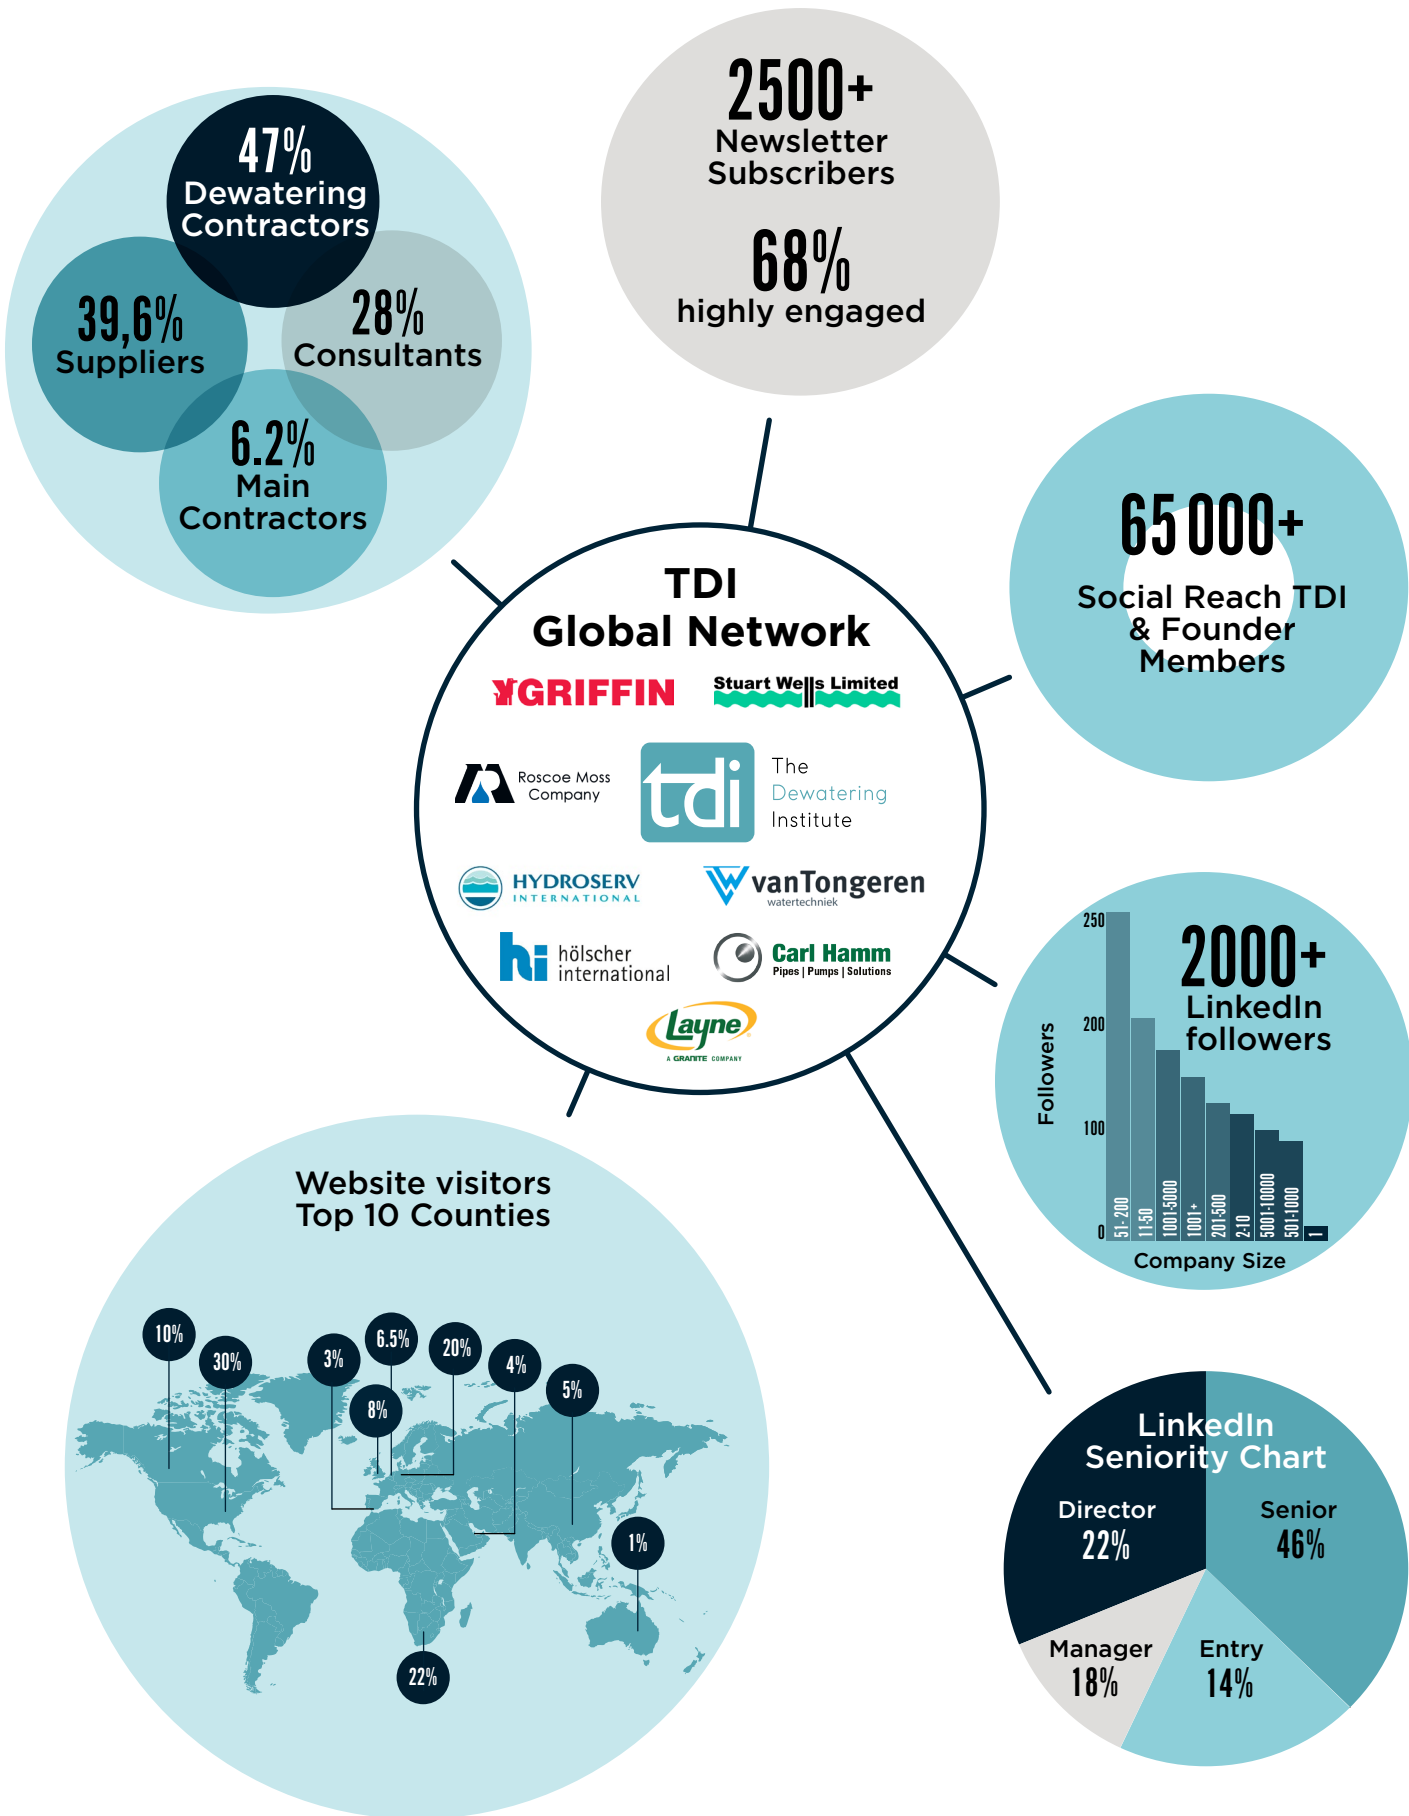 47%
Dewatering
Contractors
39,6%
Suppliers
28%
Consultants
6.2%
Main
Contractors
2500+
Newsletter
Subscribers
68%
highly engaged
65 000+
Social Reach TDI
& Founder
Members
TDI
Global Network
GRIFFIN
Stuart Wells Limited
Roscoe Moss
Company
tdi
The
Dewatering
Institute
HYDROSERV
INTERNATIONAL
vanTongeren
watertechniek
hi
hölscher
international
Carl Hamm
Pipes | Pumps | Solutions
Layne
A GRANITE COMPANY
2000+
LinkedIn
followers
Followers
250
200
100
0
51- 200
11-50
1001-5000
1001+
201-500
2-10
5001-10000
501-1000
1
Company Size
Website visitors
Top 10 Counties
10%
30%
3%
6.5%
8%
20%
4%
5%
1%
22%
LinkedIn
Seniority Chart
Director
22%
Senior
46%
Manager
18%
Entry
14%